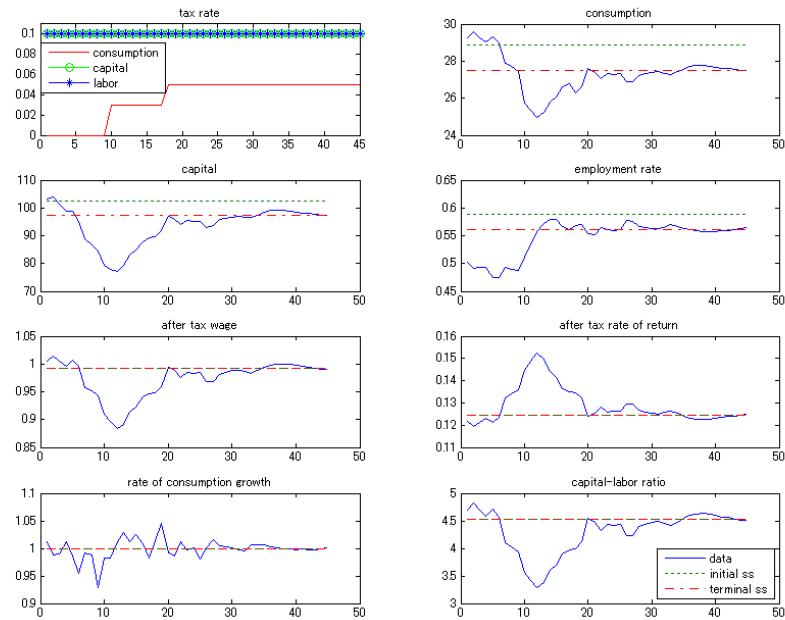 tax rate
0.1
0.08
0.06
0.04
0.02
0
0 5 10 15 20 25 30 35 40 45
consumption
capital
labor
consumption
30
28
26
24
0 10 20 30 40 50
capital
110
100
90
80
70
0 10 20 30 40 50
employment rate
0.65
0.6
0.55
0.5
0.45
0 10 20 30 40 50
after tax wage
1.05
1
0.95
0.9
0.85
0 10 20 30 40 50
after tax rate of return
0.16
0.15
0.14
0.13
0.12
0.11
0 10 20 30 40 50
rate of consumption growth
1.1
1.05
1
0.95
0.9
0 10 20 30 40 50
capital-labor ratio
5
4.5
4
3.5
3
0 10 20 30 40 50
data
initial ss
terminal ss